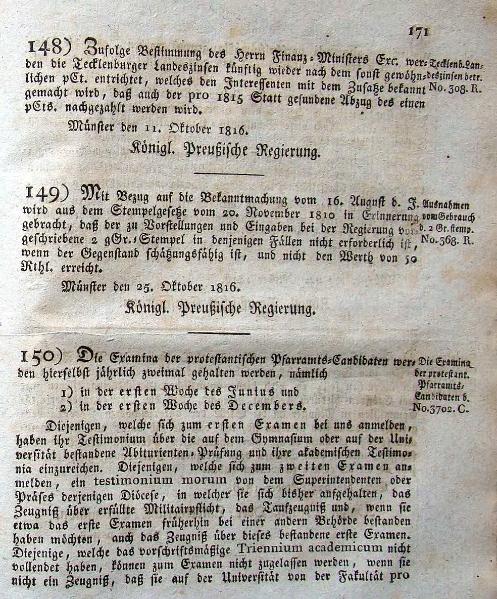 171
148) Zufolge Bestimmung des Herrn Finanz-Ministers Exc. wer-
den die Tecklenburger Landeszinsen künftig wieder nach dem sonst gewöhn-
lichen pCt. entrichtet, welches den Interessenten mit dem Zusatze bekannt
gemacht wird, daß auch der pro 1815 Statt gefundene Abzug des einen
pCts. nachgezahlt werden wird.
Tecklenb. Lan-
deszinsen betr.
No. 308. R.
Münster den 11. Oktober 1816.
Königl. Preußische Regierung.
149) Mit Bezug auf die Bekanntmachung vom 16. August d. J.
wird aus dem Stempelgesetze vom 20. November 1810 in Erinnerung
gebracht, daß der zu Vorstellungen und Eingaben bei der Regierung vor-
geschriebene 2 gGr.-Stempel in denjenigen Fällen nicht erforderlich ist,
wenn der Gegenstand schätzungsfähig ist, und nicht den Werth von 50
Rthl. erreicht.
Ausnahmen
vom Gebrauch
d. 2 Gr. stemp.
No. 368. R.
Münster den 25. Oktober 1816.
Königl. Preußische Regierung.
150) Die Examina der protestantischen Pfarramts-Candidaten wer-
den hierselbst jährlich zweimal gehalten werden, nämlich
Die Examina
der protestant.
Pfarramts-
Candidaten b.
No. 3702. C.
1) in der ersten Woche des Junius und
2) in der ersten Woche des Decembers.
Diejenigen, welche sich zum ersten Examen bei uns anmelden,
haben ihr Testimonium über die auf dem Gymnasium oder auf der Uni-
versität bestandene Abiturienten-Prüfung und ihre akademischen Testimo-
nia einzureichen. Diejenigen, welche sich zum zweiten Examen an-
melden, ein testimonium morum von dem Superintendenten oder
Präses derjenigen Diöcese, in welcher sie sich bisher aufgehalten, das
Zeugniß über erfüllte Militairpflicht, das Taufzeugniß und, wenn sie
etwa das erste Examen früherhin bei einer andern Behörde bestanden
haben möchten, auch das Zeugniß über dieses bestandene erste Examen.
Diejenige, welche das vorschriftsmäßige Triennium academicum nicht
vollendet haben, können zum Examen nicht zugelassen werden, wenn sie
nicht ein Zeugniß, daß sie auf der Universität von der Fakultät pro